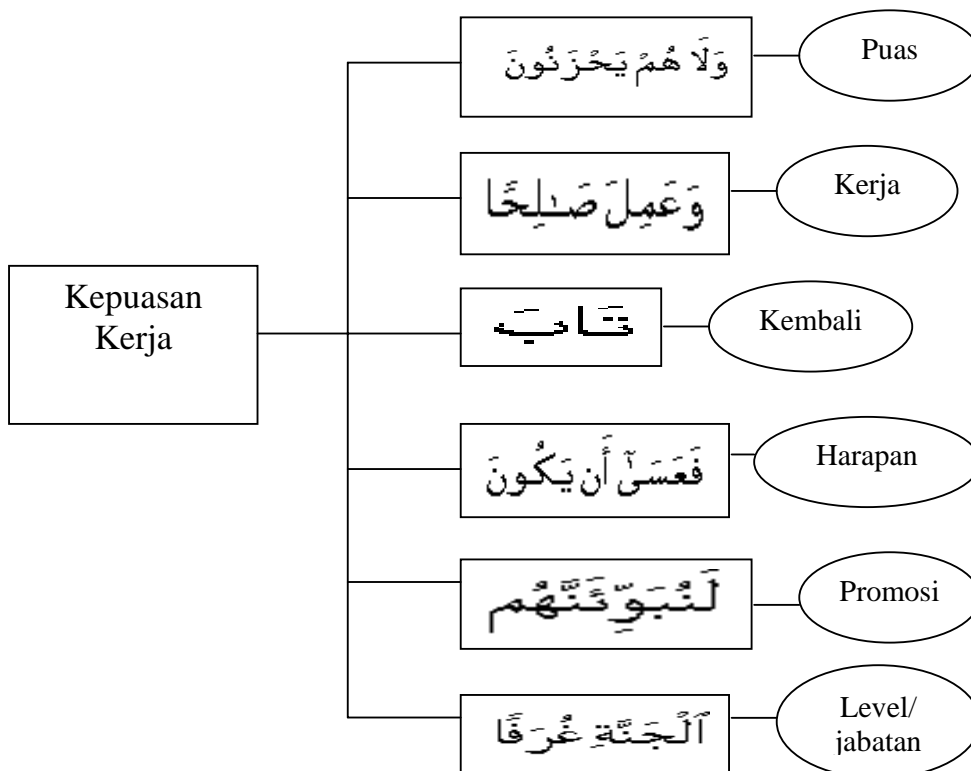 وَلَا هُمْ يَحْزَنُونَ
Puas
وَعَمِلَ صَـٰلِحًا
Kerja
Kepuasan
Kerja
تَابَ
Kembali
فَعَسَىٰٓ أَن يَكُونَ
Harapan
لَنُبَوِّئَنَّهُم
Promosi
ٱلْجَنَّةِ غُرَفًا
Level/
jabatan